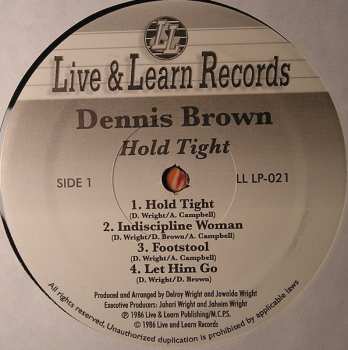 LL
Live & Learn Records
Dennis Brown
Hold Tight
SIDE 1
LL LP-021
1. Hold Tight
(D. Wright/A. Campbell)
2. Indiscipline Woman
(D. Wright/D. Brown/A. Campbell)
3. Footstool
(D. Wright/A. Campbell)
4. Let Him Go
(D. Wright/D. Brown)
Produced and Arranged by Delroy Wright and Jawolda Wright
Executive Producers: Johari Wright and Jaheim Wright
℗ 1986 Live & Learn Publishing/M.C.P.S.
© 1986 Live and Learn Records
All rights reserved, Unauthorized duplication is prohibited by applicable laws